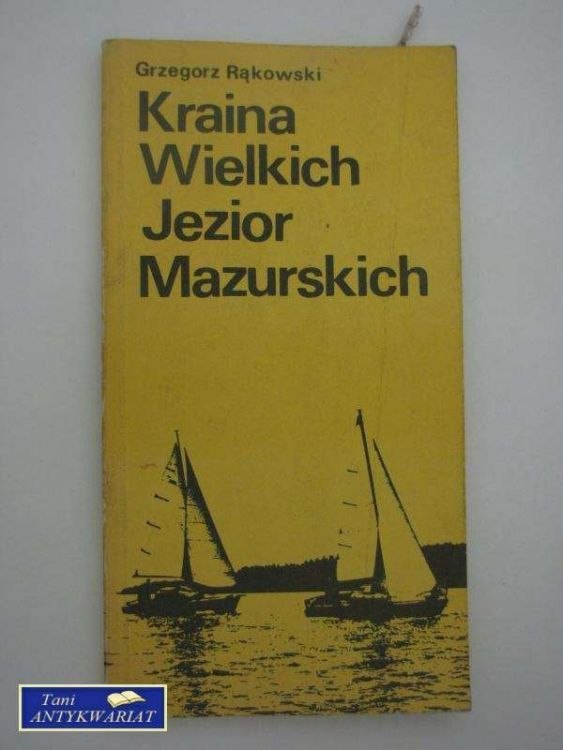 Grzegorz Rąkowski
Kraina
Wielkich
Jezior
Mazurskich
Tani
ANTYKWARIAT